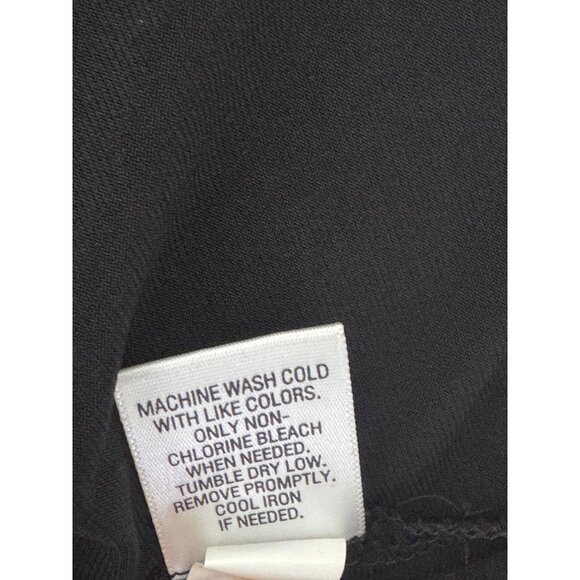 MACHINE WASH COLD
WITH LIKE COLORS.
ONLY NON-
CHLORINE BLEACH
WHEN NEEDED.
TUMBLE DRY LOW.
REMOVE PROMPTLY.
COOL IRON
IF NEEDED.